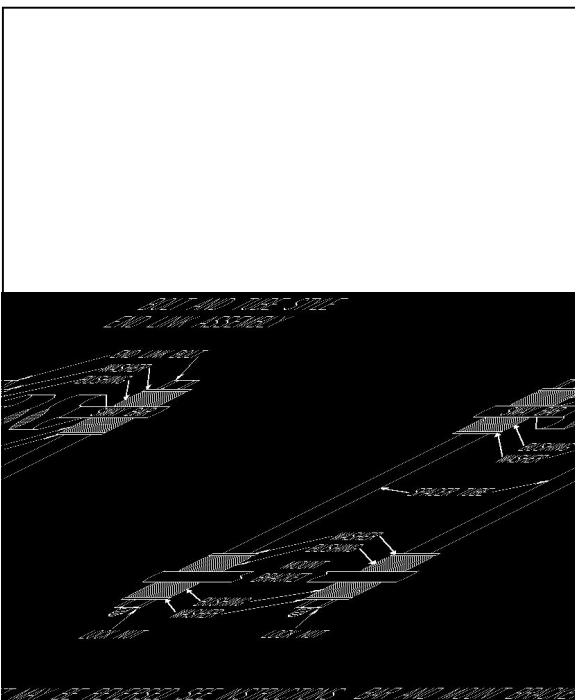 BOLT AND TUBE STYLE
END LINK ASSEMBLY
END LINK BOLT
WASHER
BUSHING
SWAY BAR
SWAY BAR
BUSHING
WASHER
SPACER TUBE
WASHER
BUSHING
MOUNT
BRACKET
BUSHING
WASHER
LOCK NUT
LOCK NUT
MAY BE REVERSED SEE INSTRUCTIONS